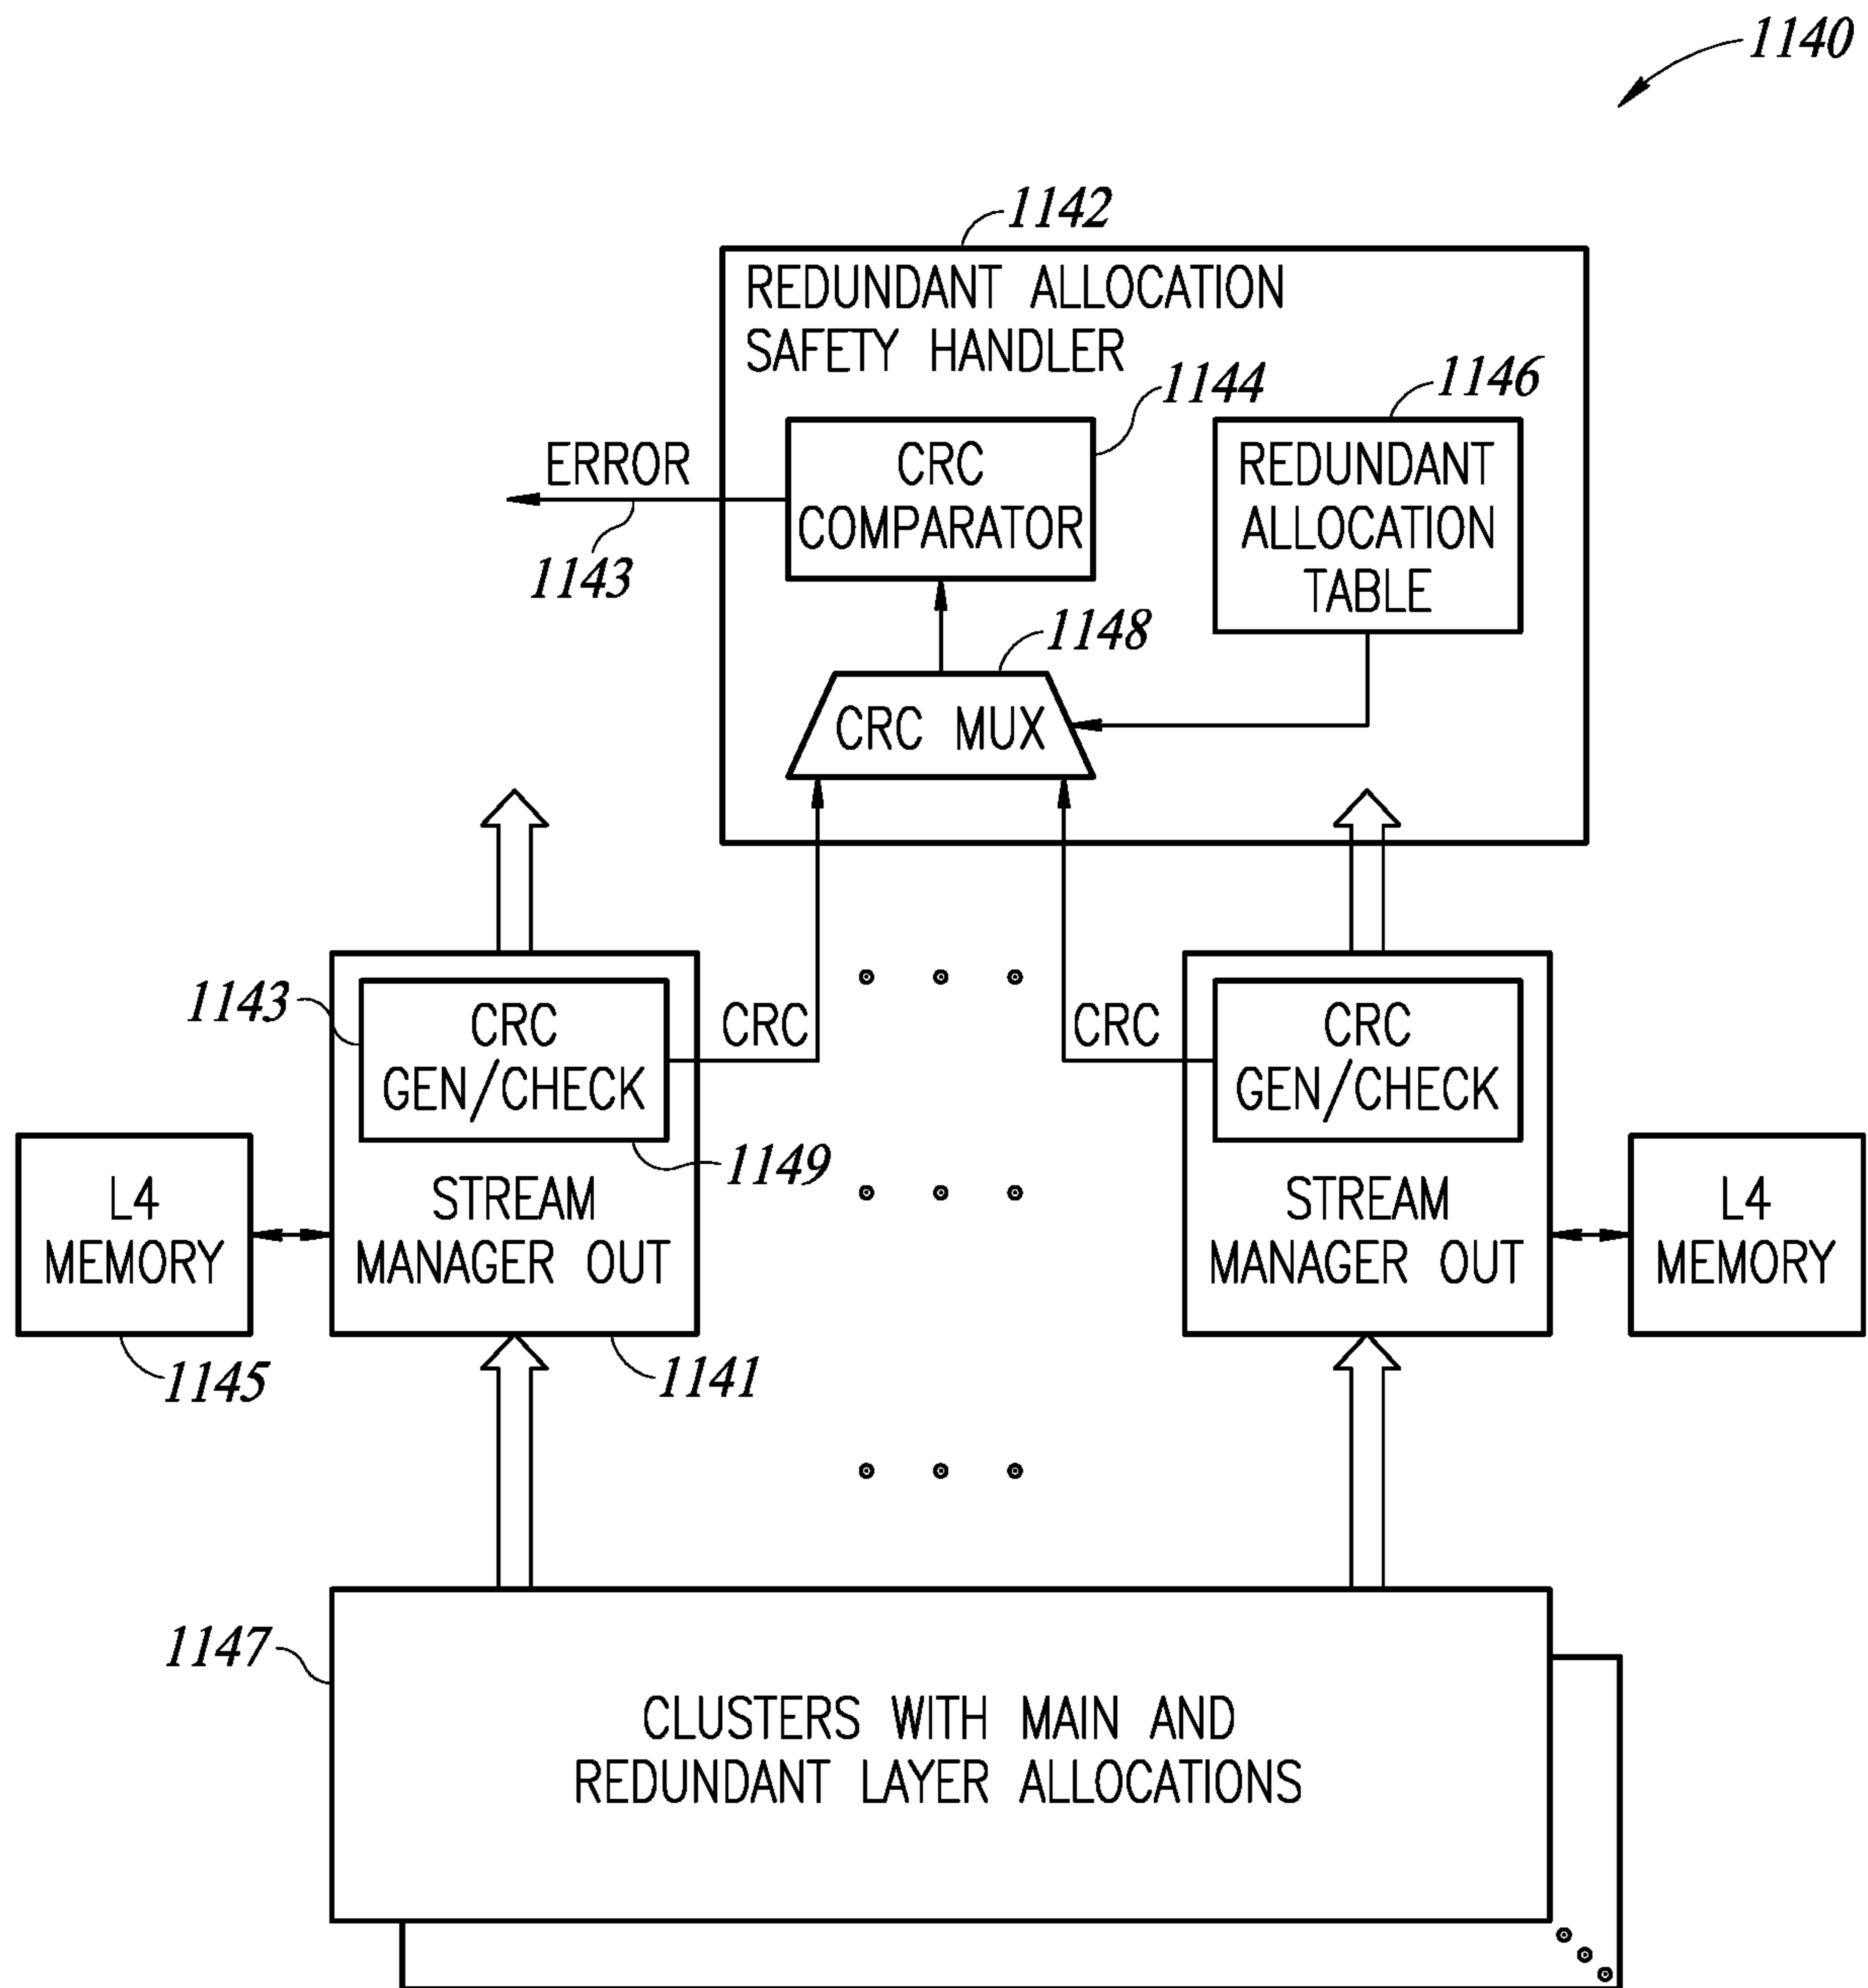 1140
1142
REDUNDANT ALLOCATION
SAFETY HANDLER
1144
1146
ERROR
CRC
COMPARATOR
REDUNDANT
ALLOCATION
TABLE
1143
1148
CRC MUX
1143
CRC
GEN/CHECK
CRC
CRC
CRC
GEN/CHECK
1149
L4
MEMORY
STREAM
MANAGER OUT
STREAM
MANAGER OUT
L4
MEMORY
1145
1141
1147
CLUSTERS WITH MAIN AND
REDUNDANT LAYER ALLOCATIONS